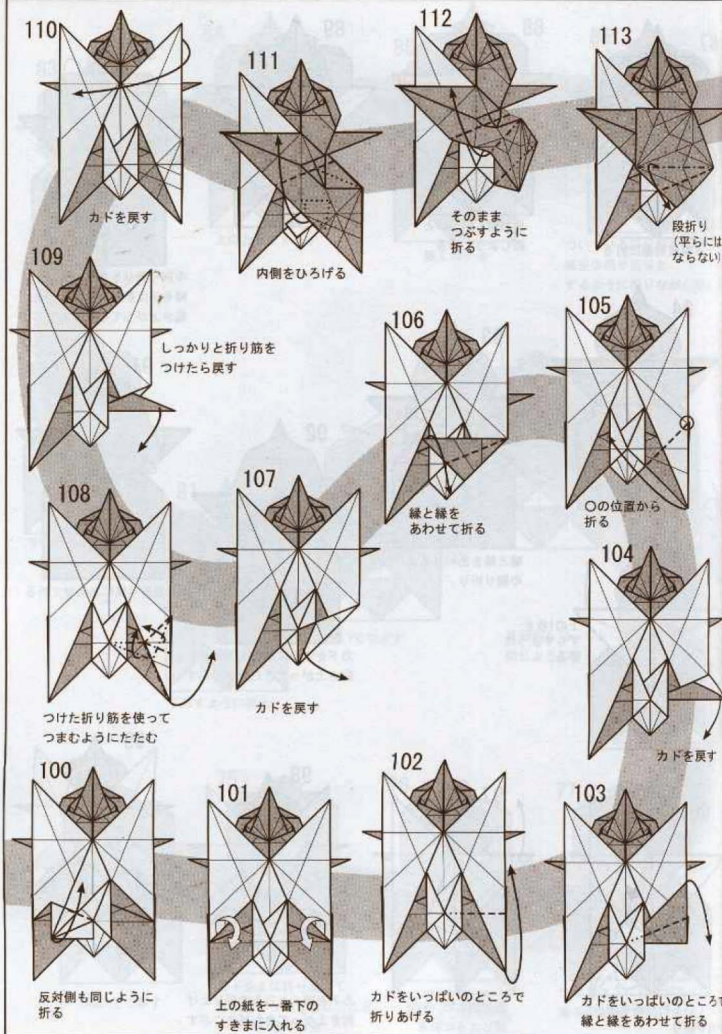 110
カドを戻す
111
内側をひろげる
112
そのまま
つぶすように
折る
113
段折り
(平らには
ならない)
109
しっかりと折り筋を
つけたら戻す
106
縁と縁を
あわせて折る
105
○の位置から
折る
108
つけた折り筋を使って
つまむようにたたむ
107
カドを戻す
104
カドを戻す
100
反対側も同じように
折る
101
上の紙を一番下の
すきまに入れる
102
カドをいっぱいのところで
折りあげる
103
カドをいっぱいのところで
縁と縁をあわせて折る